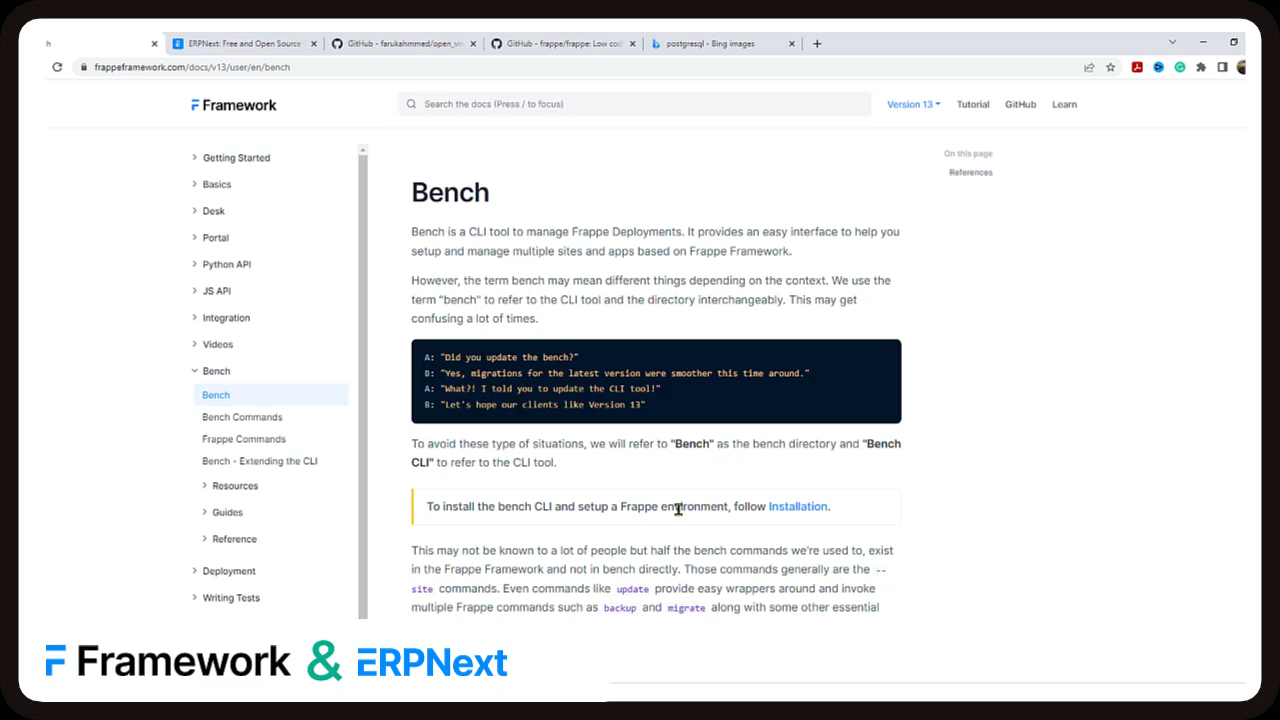 h
ERPNext: Free and Open Source
GitHub - farukahmmed/open_vm
GitHub - frappe/frappe: Low cod
postgresql - Bing images
frappeframework.com/docs/v13/user/en/bench
Framework
Search the docs (Press / to focus)
Version 13
Tutorial
GitHub
Learn
Getting Started
Basics
Desk
Portal
Python API
JS API
Integration
Videos
Bench
Bench
Bench Commands
Frappe Commands
Bench - Extending the CLI
Resources
Guides
Reference
Deployment
Writing Tests
Bench
Bench is a CLI tool to manage Frappe Deployments. It provides an easy interface to help you
setup and manage multiple sites and apps based on Frappe Framework.
However, the term bench may mean different things depending on the context. We use the
term "bench" to refer to the CLI tool and the directory interchangeably. This may get
confusing a lot of times.
A: "Did you update the bench?"
B: "Yes, migrations for the latest version were smoother this time around."
A: "What?! I told you to update the CLI tool!"
B: "Let's hope our clients like Version 13"
To avoid these type of situations, we will refer to "Bench" as the bench directory and "Bench
CLI" to refer to the CLI tool.
To install the bench CLI and setup a Frappe environment, follow Installation.
This may not be known to a lot of people but half the bench commands we're used to, exist
in the Frappe Framework and not in bench directly. Those commands generally are the --
site commands. Even commands like update provide easy wrappers around and invoke
multiple Frappe commands such as backup and migrate along with some other essential
On this page
References
Framework & ERPNext